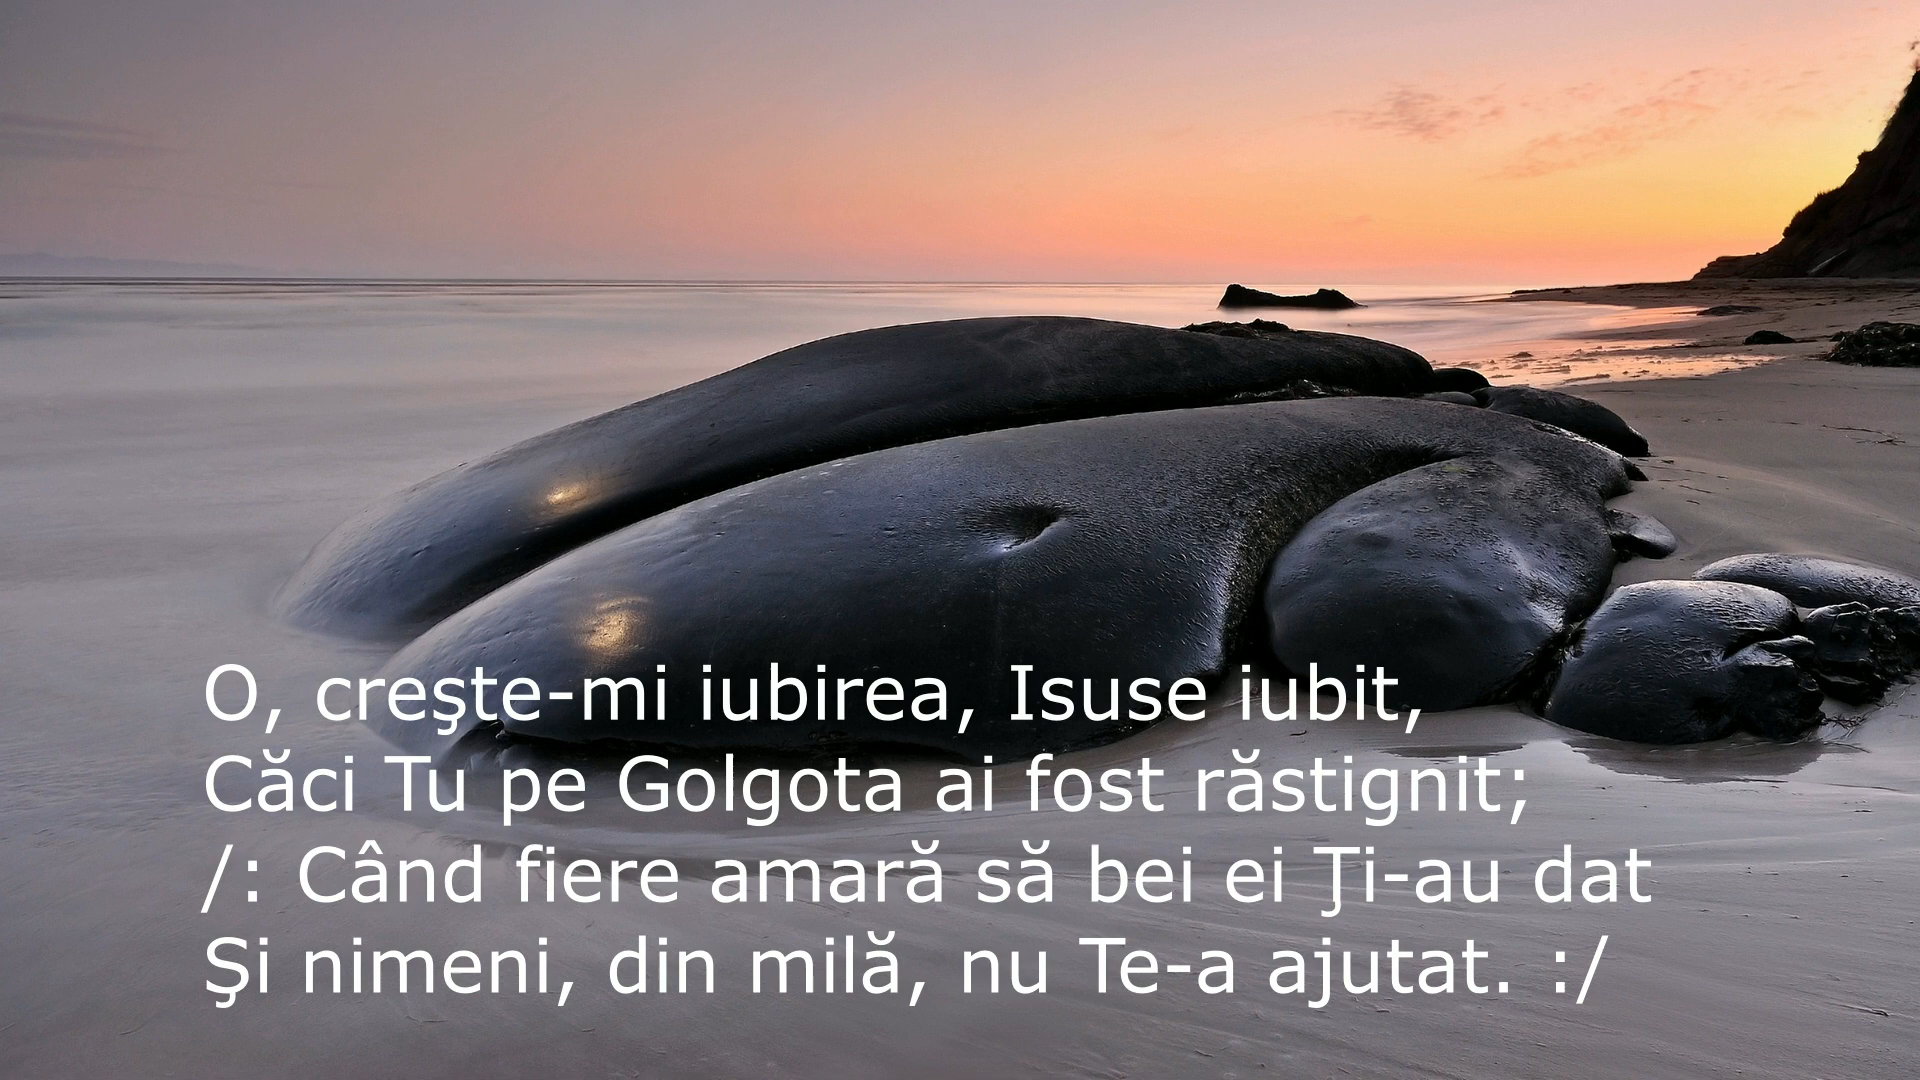 O, creşte-mi iubirea, Isuse iubit,
Căci Tu pe Golgota ai fost răstignit;
/: Când fiere amară să bei ei Ţi-au dat
Şi nimeni, din milă, nu Te-a ajutat. :/